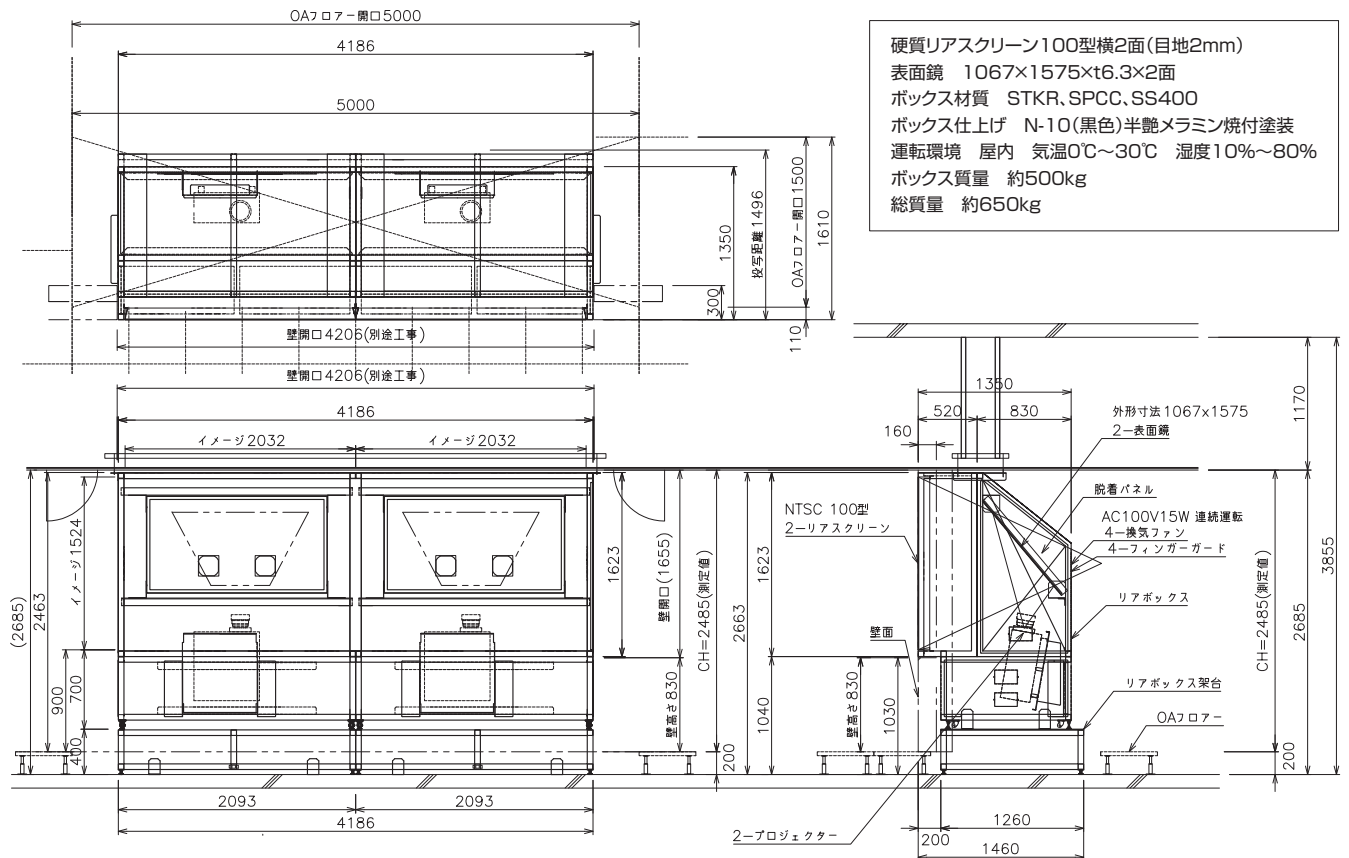 OAフロアー開口5000
4186
5000
1350
投写距離1496
OAフロアー開口1500
1610
300
110
壁開口4206(別途工事)
硬質リアスクリーン100型横2面(目地2mm)
表面鏡　1067×1575×t6.3×2面
ボックス材質　STKR、SPCC、SS400
ボックス仕上げ　N-10(黒色)半艶メラミン焼付塗装
運転環境　屋内　気温0℃～30℃　湿度10%～80%
ボックス質量　約500kg
総質量　約650kg
壁開口4206(別途工事)
4186
イメージ2032
イメージ2032
(2685)
2463
イメージ1524
900
700
400
1623
壁開口(1655)
壁高さ830
CH=2485(測定値)
200
2093
2093
4186
1350
520
830
160
外形寸法1067x1575
2ー表面鏡
脱着パネル
AC100V15W 連続運転
4ー換気ファン
4ーフィンガーガード
リアボックス
NTSC 100型
2ーリアスクリーン
壁面
リアボックス架台
OAフロアー
2663
1623
1040
壁高さ830
1030
2ープロジェクター
200
1260
1460
1170
3855
CH=2485(測定値)
2685
200